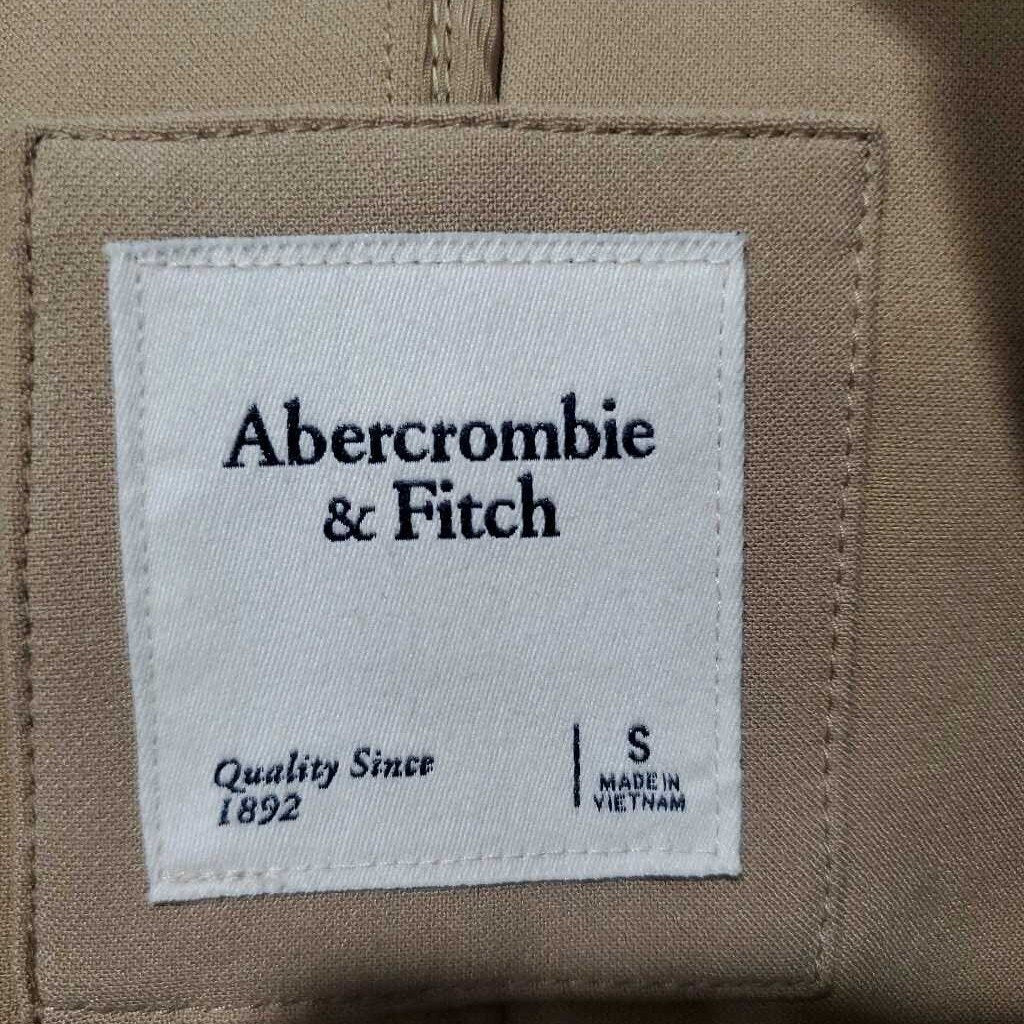 Abercrombie
& Fitch
Quality Since
1892
S
MADE IN
VIETNAM